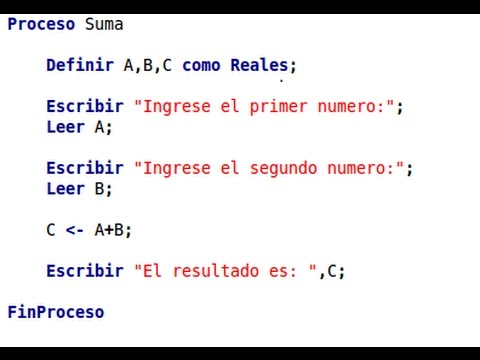 Proceso Suma
Definir A,B,C como Reales;
Escribir "Ingrese el primer numero:";
Leer A;
Escribir "Ingrese el segundo numero:";
Leer B;
C <- A+B;
Escribir "El resultado es: ",C;
FinProceso